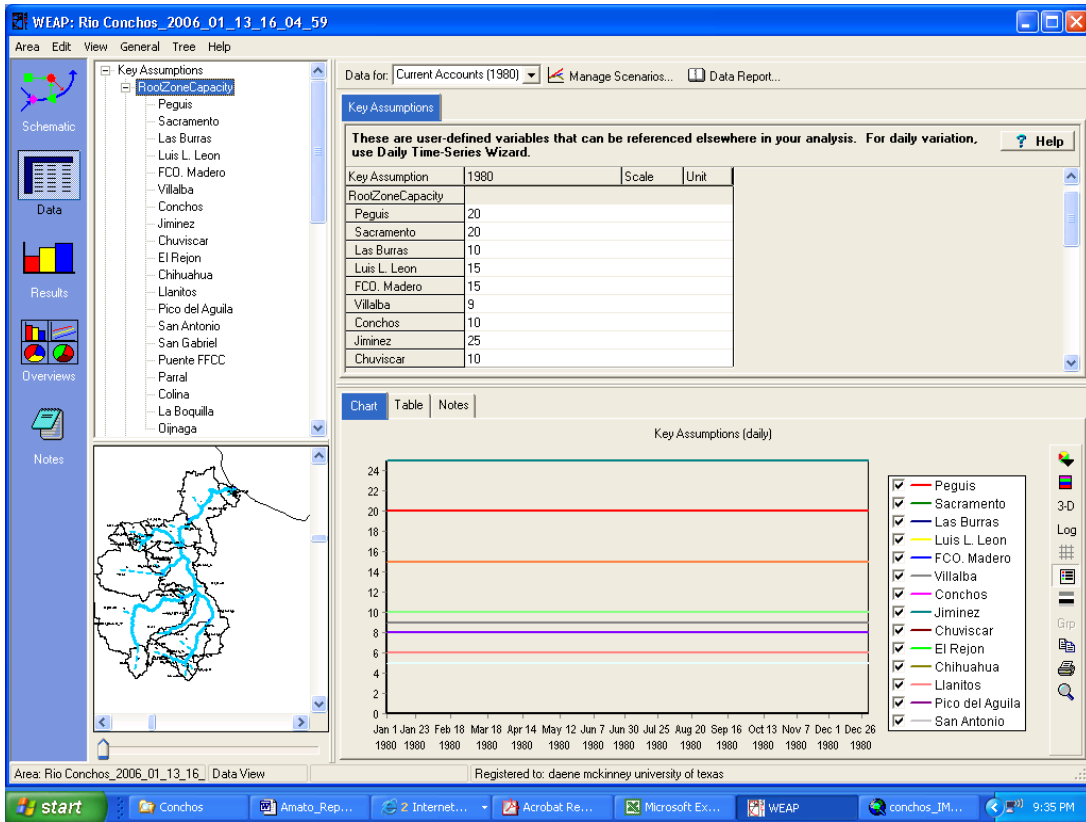 WEAP: Rio Conchos_2006_01_13_16_04_59
Area Edit View General Tree Help
Schematic
Data
Results
Overviews
Notes
Key Assumptions
RootZoneCapacity
Peguis
Sacramento
Las Burras
Luis L. Leon
FCO. Madero
Villalba
Conchos
Jiminez
Chuviscar
El Rejon
Chihuahua
Llanitos
Pico del Aguila
San Antonio
San Gabriel
Puente FFCC
Parral
Colina
La Boquilla
Oijnaga
Data for: Current Accounts (1980) Manage Scenarios... Data Report...
Key Assumptions
These are user-defined variables that can be referenced elsewhere in your analysis. For daily variation, use Daily Time-Series Wizard.
? Help
Key Assumption 1980 Scale Unit
RootZoneCapacity
Peguis 20
Sacramento 20
Las Burras 10
Luis L. Leon 15
FCO. Madero 15
Villalba 9
Conchos 10
Jiminez 25
Chuviscar 10
Chart Table Notes
Key Assumptions (daily)
24
22
20
18
16
14
12
10
8
6
4
2
0
Jan 1 Jan 23 Feb 18 Mar 18 Apr 14 May 12 Jun 7 Jun 30 Jul 25 Aug 20 Sep 16 Oct 13 Nov 7 Dec 1 Dec 26
1980 1980 1980 1980 1980 1980 1980 1980 1980 1980 1980 1980 1980 1980 1980
Peguis
Sacramento
Las Burras
Luis L. Leon
FCO. Madero
Villalba
Conchos
Jiminez
Chuviscar
El Rejon
Chihuahua
Llanitos
Pico del Aguila
San Antonio
3-D
Log
Grp
Area: Rio Conchos_2006_01_13_16_ Data View Registered to: daene mckinney university of texas
start Conchos Amato_Rep... 2 Internet... Acrobat Re... Microsoft Ex... WEAP conchos_IM... 9:35 PM